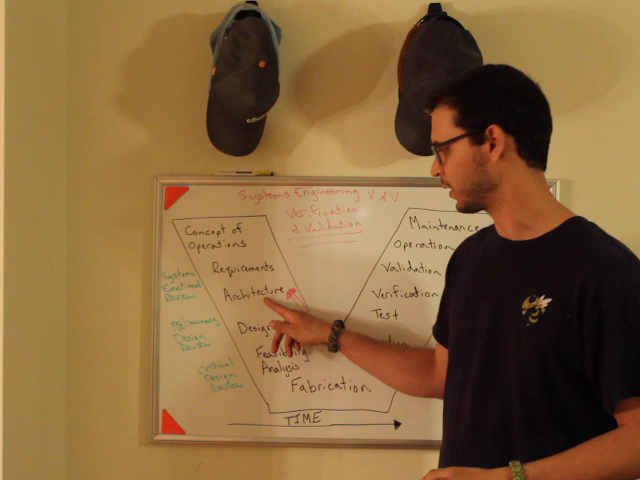 Systems Engineering V & V
Verification
& Validation
Concept of
Operations
Requirements
Architecture
Design
Feasibility
Analysis
Fabrication
Maintenance
Operation
Validation
Verification
Test
System
Functional
Review
Preliminary
Design
Review
Critical
Design
Review
TIME